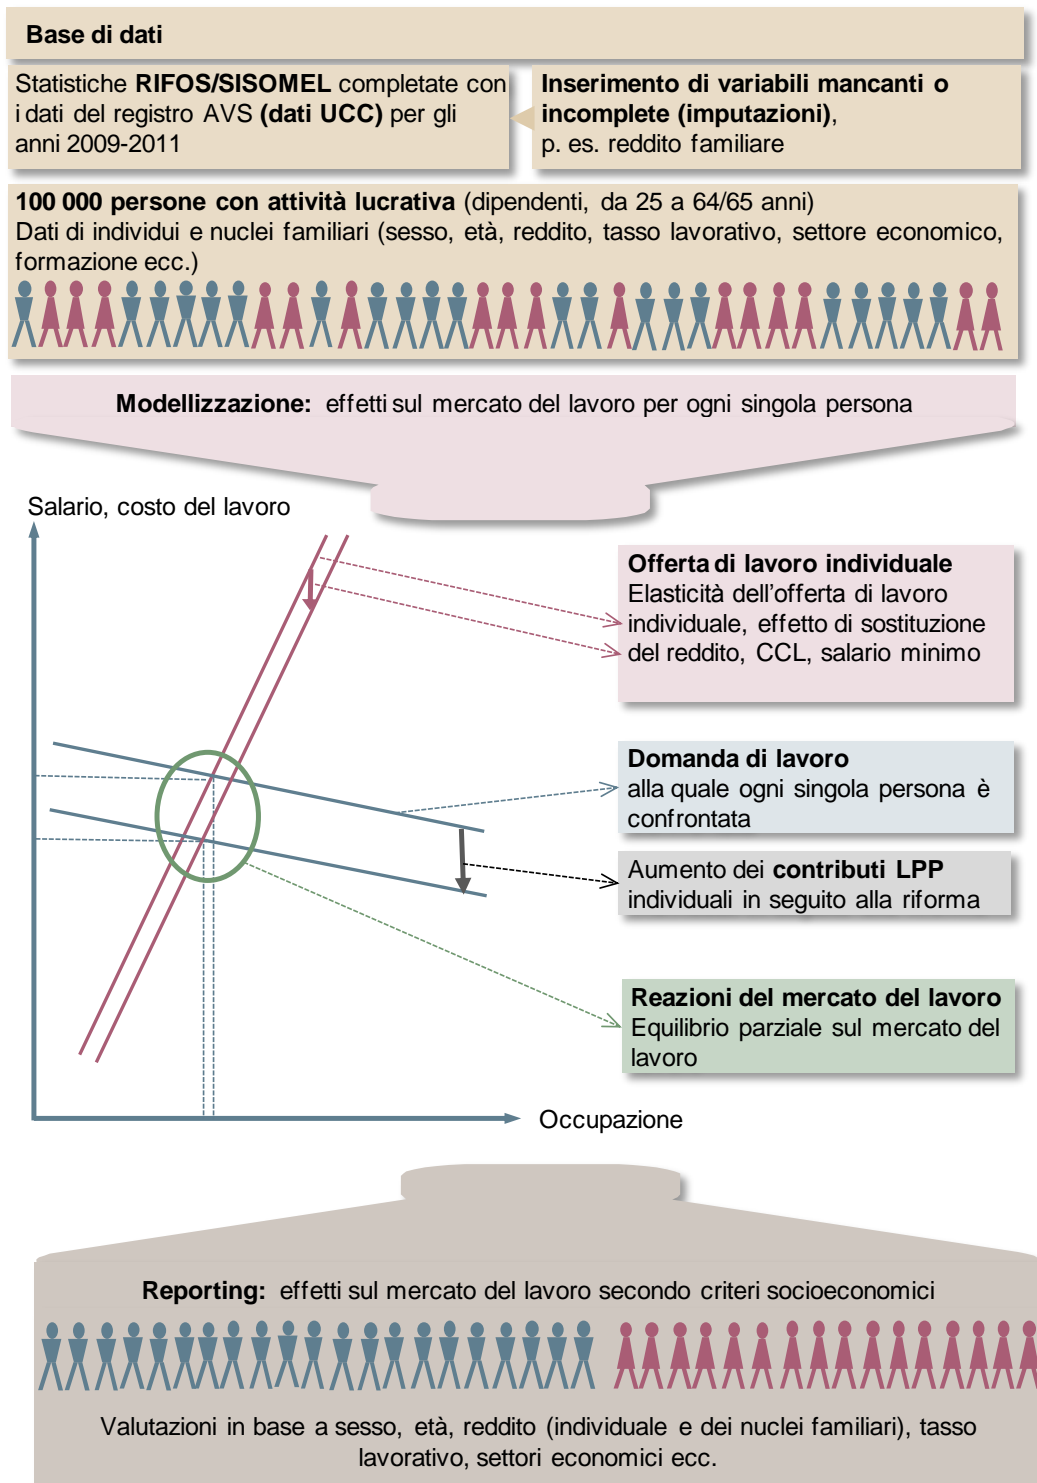 Base di dati
Statistiche RIFOS/SISOMEL completate con
i dati del registro AVS (dati UCC) per gli
anni 2009-2011
Inserimento di variabili mancanti o
incomplete (imputazioni),
p. es. reddito familiare
100 000 persone con attività lucrativa (dipendenti, da 25 a 64/65 anni)
Dati di individui e nuclei familiari (sesso, età, reddito, tasso lavorativo, settore economico,
formazione ecc.)
Modellizzazione: effetti sul mercato del lavoro per ogni singola persona
Salario, costo del lavoro
Offerta di lavoro individuale
Elasticità dell'offerta di lavoro
individuale, effetto di sostituzione
del reddito, CCL, salario minimo
Domanda di lavoro
alla quale ogni singola persona è
confrontata
Aumento dei contributi LPP
individuali in seguito alla riforma
Reazioni del mercato del lavoro
Equilibrio parziale sul mercato del
lavoro
Occupazione
Reporting: effetti sul mercato del lavoro secondo criteri socioeconomici
Valutazioni in base a sesso, età, reddito (individuale e dei nuclei familiari), tasso
lavorativo, settori economici ecc.